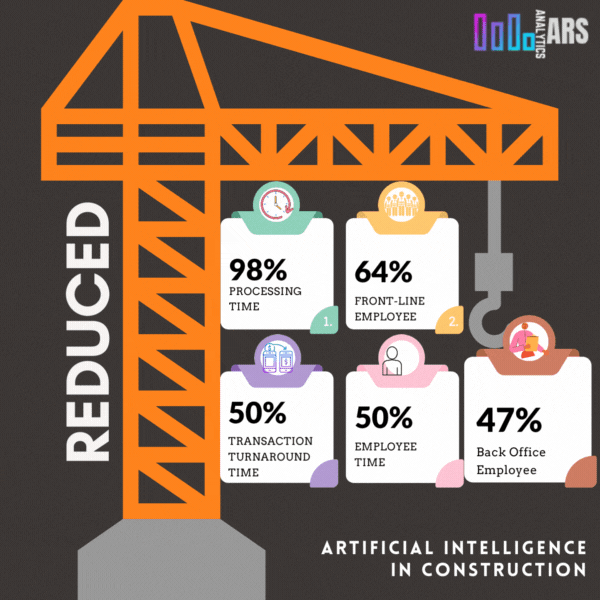 ANALYTICS
ARS
REDUCED
98%
PROCESSING
TIME
1.
64%
FRONT-LINE
EMPLOYEE
2.
50%
TRANSACTION
TURNAROUND
TIME
50%
EMPLOYEE
TIME
47%
Back Office
Employee
ARTIFICIAL INTELLIGENCE
IN CONSTRUCTION